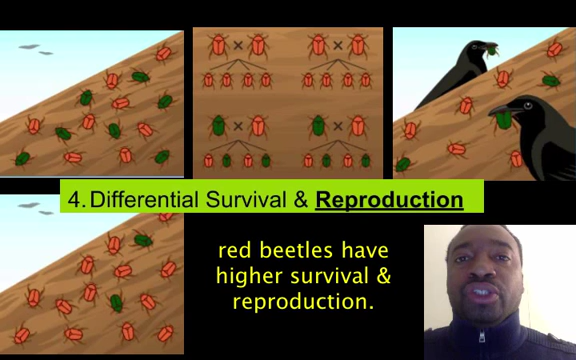 4. Differential Survival & Reproduction
red beetles have
higher survival &
reproduction.